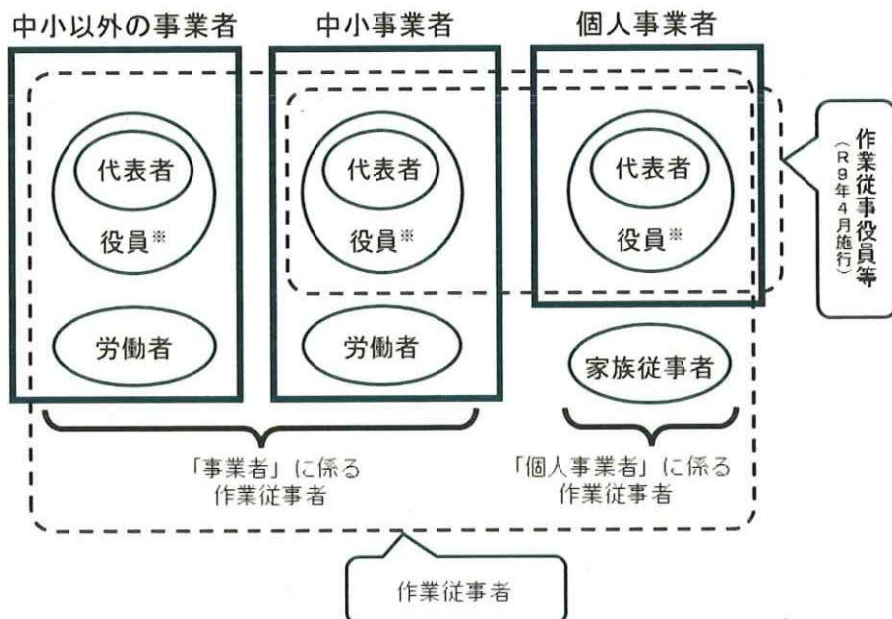 中小以外の事業者
中小事業者
個人事業者
代表者
役員※
労働者
代表者
役員※
労働者
代表者
役員※
家族従事者
作業従事役員等
（R9年4月施行）
「事業者」に係る
作業従事者
「個人事業者」に係る
作業従事者
作業従事者